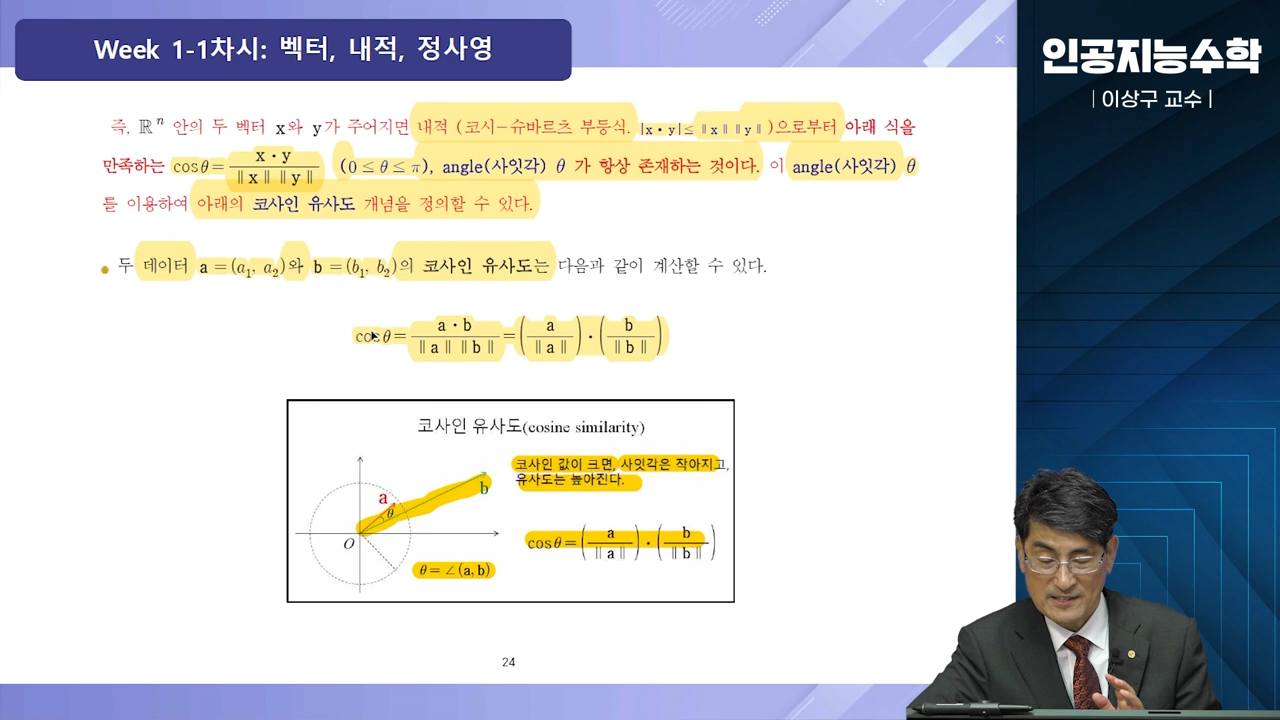 Week 1-1차시: 벡터, 내적, 정사영
인공지능수학
| 이상구 교수 |
즉, ℝⁿ 안의 두 벡터 x와 y가 주어지면 내적 (코시-슈바르츠 부등식, |x・y|≤‖x‖‖y‖)으로부터 아래 식을
만족하는 cosθ= x・y / ‖x‖‖y‖ (0≤θ≤π), angle(사잇각) θ 가 항상 존재하는 것이다. 이 angle(사잇각) θ
를 이용하여 아래의 코사인 유사도 개념을 정의할 수 있다.
두 데이터 a=(a₁, a₂)와 b=(b₁, b₂)의 코사인 유사도는 다음과 같이 계산할 수 있다.
cosθ= a・b / ‖a‖‖b‖ =(a / ‖a‖)・(b / ‖b‖)
코사인 유사도(cosine similarity)
코사인 값이 크면, 사잇각은 작아지고,
유사도는 높아진다.
a
b
θ
O
cosθ=(a / ‖a‖)・(b / ‖b‖)
θ=∠(a, b)
24